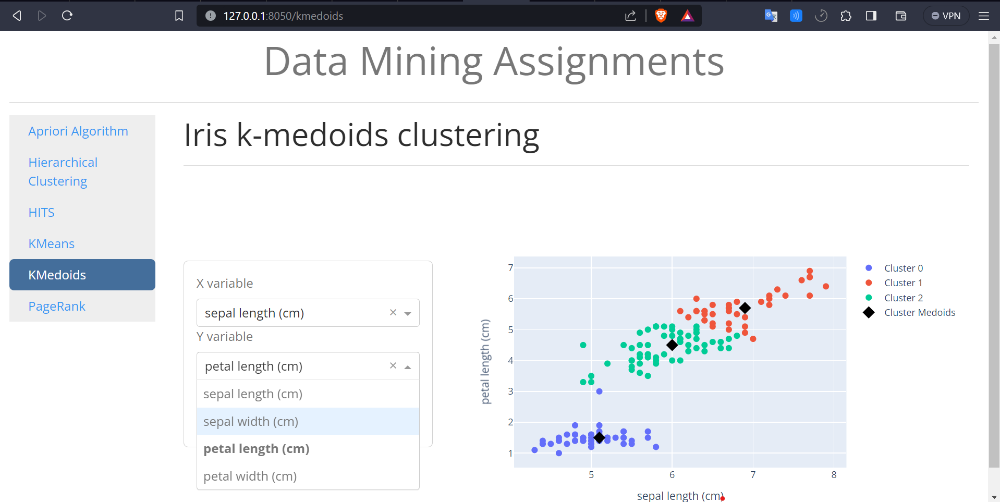 127.0.0.1:8050/kmedoids
VPN
Data Mining Assignments
Apriori Algorithm
Hierarchical
Clustering
HITS
KMeans
KMedoids
PageRank
Iris k-medoids clustering
X variable
sepal length (cm)
Y variable
petal length (cm)
sepal length (cm)
sepal width (cm)
petal length (cm)
petal width (cm)
petal length (cm)
7
6
5
4
3
2
1
5 6 7 8
sepal length (cm)
Cluster 0
Cluster 1
Cluster 2
Cluster Medoids